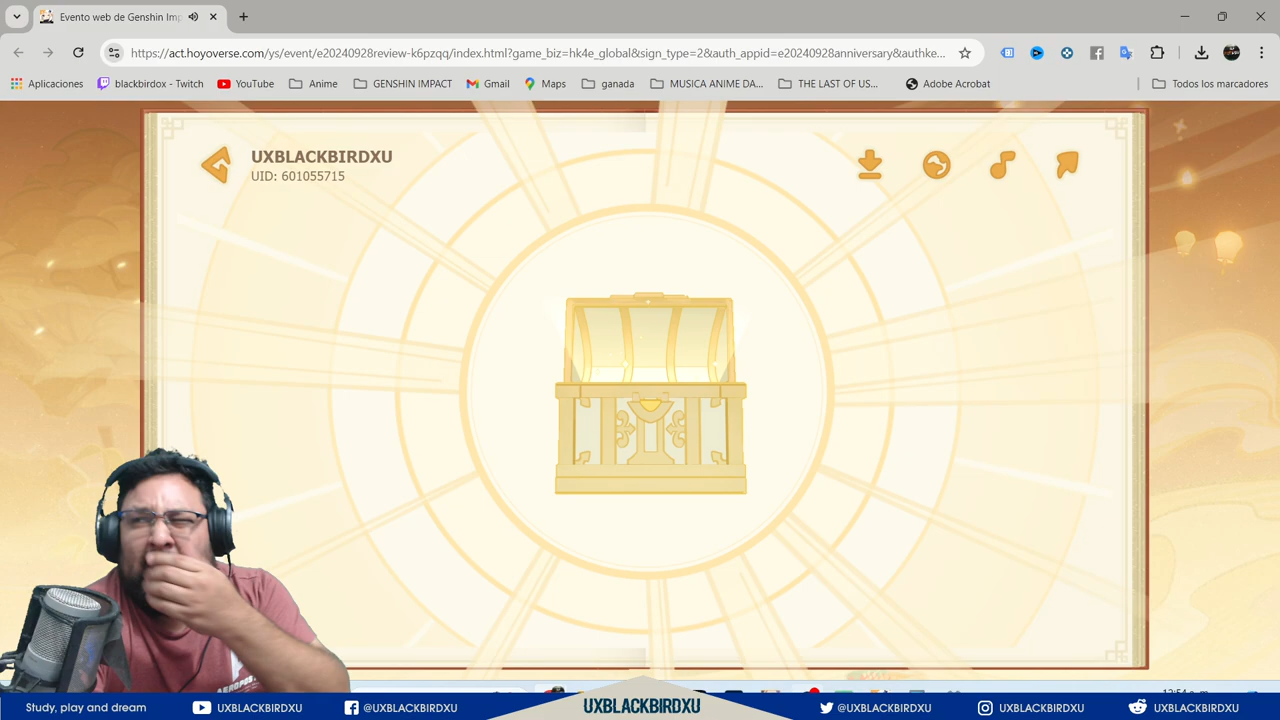 Evento web de Genshin Imp
https://act.hoyoverse.com/ys/event/e20240928review-k6pzqq/index.html?game_biz=hk4e_global&sign_type=2&auth_appid=e20240928anniversary&authke...
Aplicaciones
blackbirdox - Twitch
YouTube
Anime
GENSHIN IMPACT
Gmail
Maps
ganada
MUSICA ANIME DA...
THE LAST OF US...
Adobe Acrobat
Todos los marcadores
UXBLACKBIRDXU
UID: 601055715
Study, play and dream
UXBLACKBIRDXU
@UXBLACKBIRDXU
UXBLACKBIRDXU
@UXBLACKBIRDXU
UXBLACKBIRDXU
UXBLACKBIRDXU